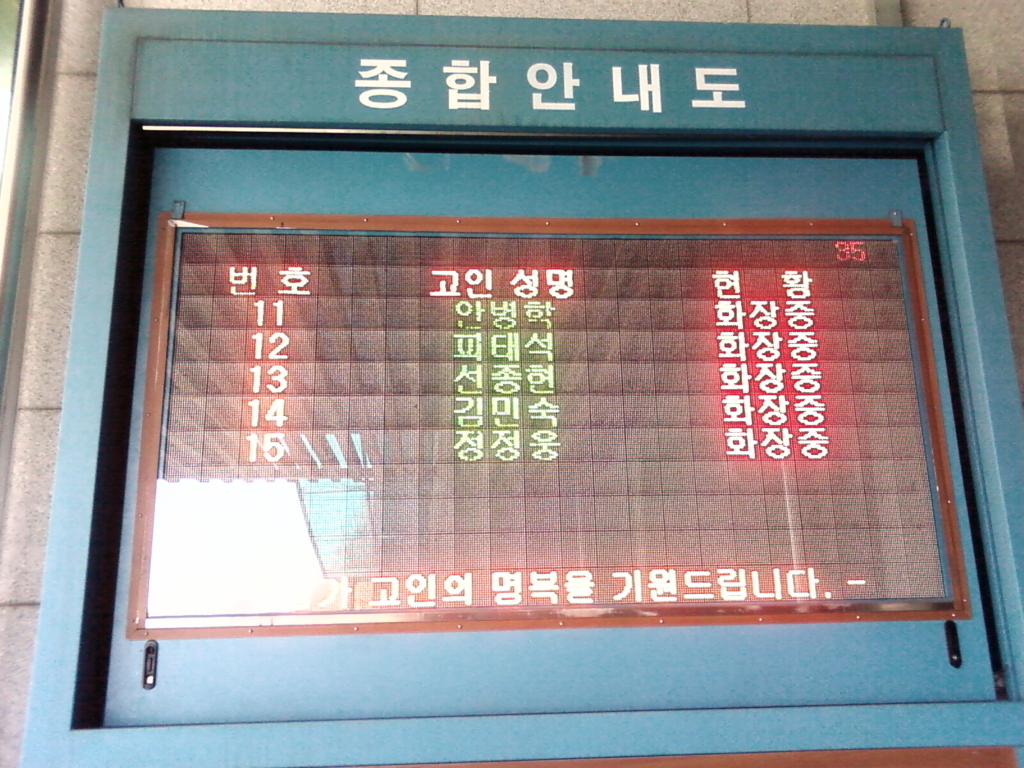 종합안내도
35
번 호 고인 성명 현 황
11 안병학 화장중
12 피태석 화장중
13 선종현 화장중
14 김민숙 화장중
15 정정웅 화장중
가 고인의 명복을 기원드립니다. -